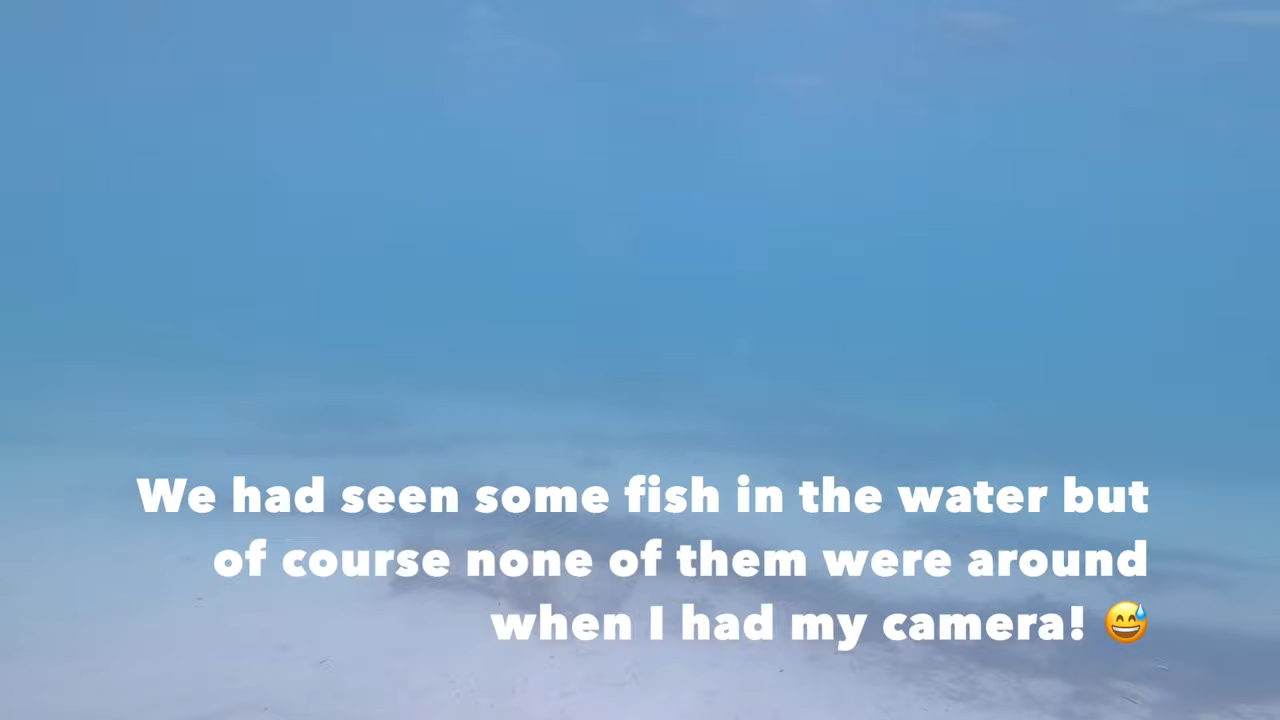 We had seen some fish in the water but
of course none of them were around
when I had my camera! 😅